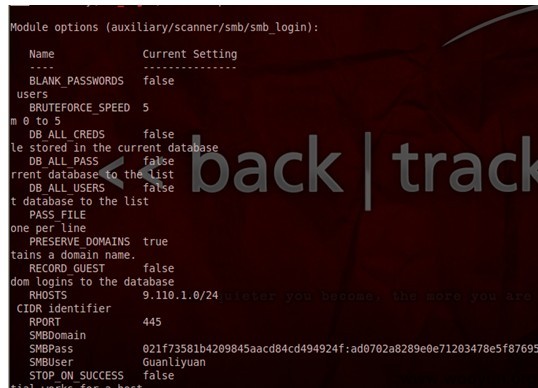 Module options (auxiliary/scanner/smb/smb_login):
Name Current Setting
---- ---------------
BLANK_PASSWORDS false
users
BRUTEFORCE_SPEED 5
m 0 to 5
DB_ALL_CREDS false
le stored in the current database
DB_ALL_PASS false
rrent database to the list
DB_ALL_USERS false
t database to the list
<< back | track
PASS_FILE
one per line
PRESERVE_DOMAINS true
tains a domain name.
RECORD_GUEST false
dom logins to the database
RHOSTS 9.110.1.0/24
quieter you become, the more you are
CIDR identifier
RPORT 445
SMBDomain
SMBPass 021f73581b4209845aacd84cd494924f:ad0702a8289e0e71203478e5f87695
SMBUser Guanliyuan
STOP_ON_SUCCESS false
tial works for a host